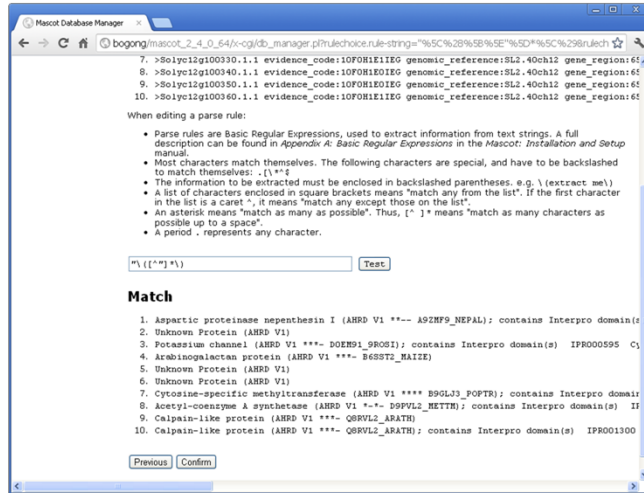 Mascot Database Manager
bogong/mascot_2_4_0_64/x-cgi/db_manager.pl?rulechoice.rule-string="%5C%28%5B%5E"%5D*%5C%29&rulech
7. >Solyc12g100330.1.1 evidence_code:10F0H1E1IEG genomic_reference:SL2.40ch12 gene_region:65
8. >Solyc12g100340.1.1 evidence_code:10F0H1E0IEG genomic_reference:SL2.40ch12 gene_region:65
9. >Solyc12g100350.1.1 evidence_code:10F0H1E1IEG genomic_reference:SL2.40ch12 gene_region:65
10. >Solyc12g100360.1.1 evidence_code:10F0H1E1IEG genomic_reference:SL2.40ch12 gene_region:65
When editing a parse rule:
• Parse rules are Basic Regular Expressions, used to extract information from text strings. A full
description can be found in Appendix A: Basic Regular Expressions in the Mascot: Installation and Setup
manual.
• Most characters match themselves. The following characters are special, and have to be backslashed
to match themselves: .[\*^$
• The information to be extracted must be enclosed in backslashed parentheses. e.g. \(extract me\)
• A list of characters enclosed in square brackets means "match any from the list". If the first character
in the list is a caret ^, it means "match any except those on the list".
• An asterisk means "match as many as possible". Thus, [^ ]* means "match as many characters as
possible up to a space".
• A period . represents any character.
"\([^"]*\) Test
Match
1. Aspartic proteinase nepenthesin I (AHRD V1 **-- A9ZMF9_NEPAL); contains Interpro domain(s
2. Unknown Protein (AHRD V1)
3. Potassium channel (AHRD V1 ***- D0EM91_9ROSI); contains Interpro domain(s) IPR000595 Cy
4. Arabinogalactan protein (AHRD V1 ***- B6SST2_MAIZE)
5. Unknown Protein (AHRD V1)
6. Unknown Protein (AHRD V1)
7. Cytosine-specific methyltransferase (AHRD V1 **** B9GLJ3_POPTR); contains Interpro domain
8. Acetyl-coenzyme A synthetase (AHRD V1 *-*- D9PVL2_METTM); contains Interpro domain(s) IP
9. Calpain-like protein (AHRD V1 ***- Q8RVL2_ARATH)
10. Calpain-like protein (AHRD V1 ***- Q8RVL2_ARATH); contains Interpro domain(s) IPR001300
Previous Confirm